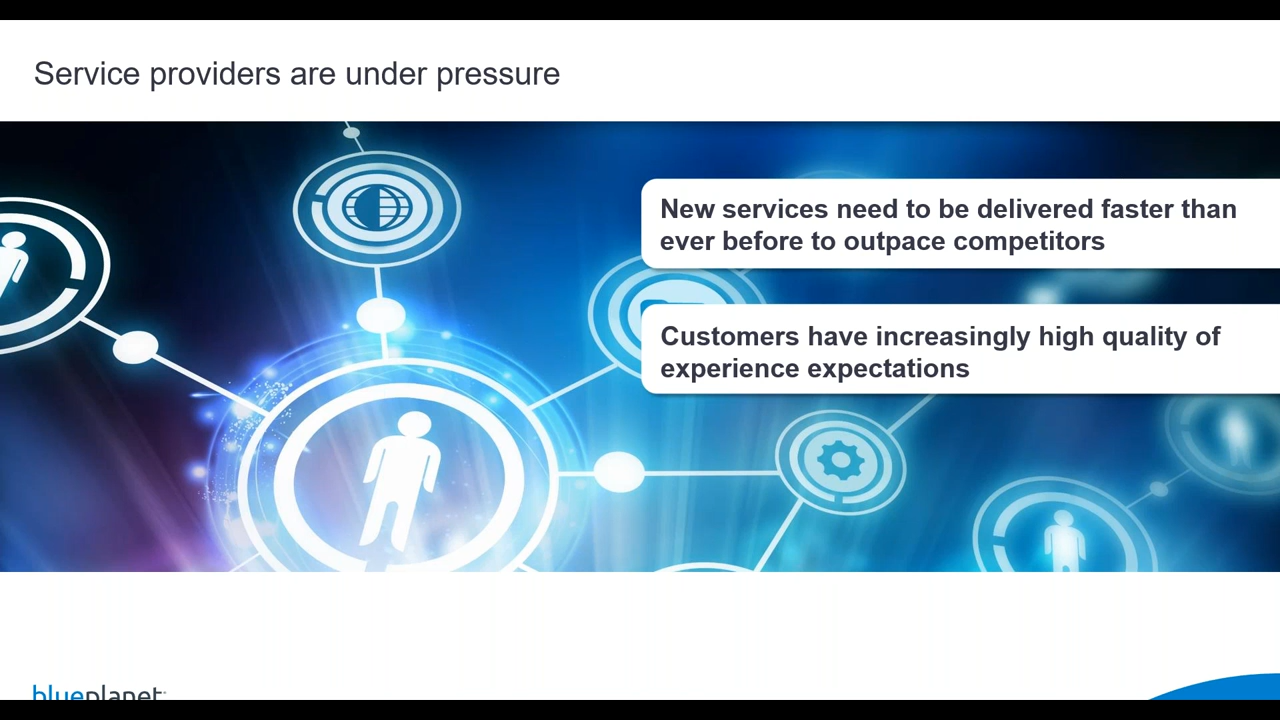 Service providers are under pressure
New services need to be delivered faster than
ever before to outpace competitors
Customers have increasingly high quality of
experience expectations
blueplanet